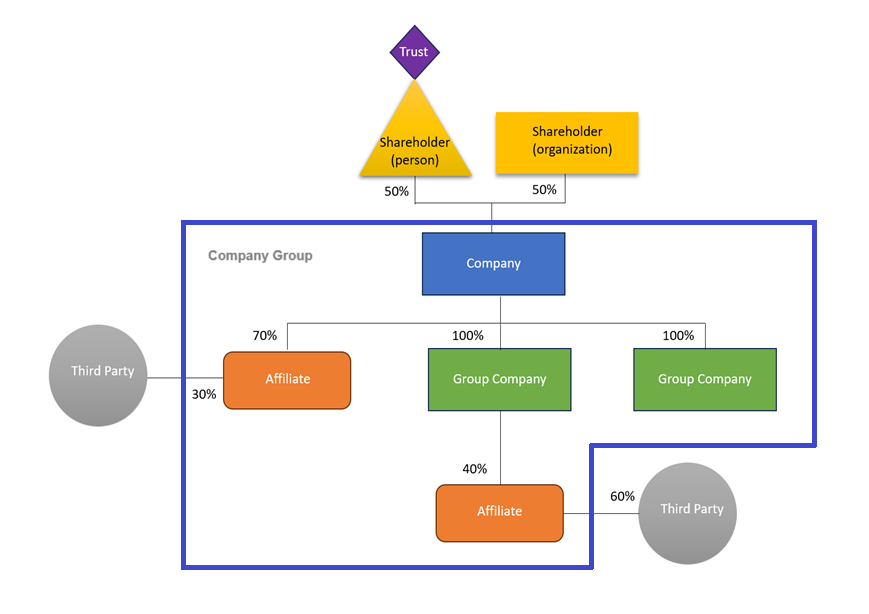 Trust
Shareholder
(person)
Shareholder
(organization)
50%
50%
Company Group
Company
70%
100%
100%
Third Party
Affiliate
Group Company
Group Company
30%
40%
60%
Affiliate
Third Party